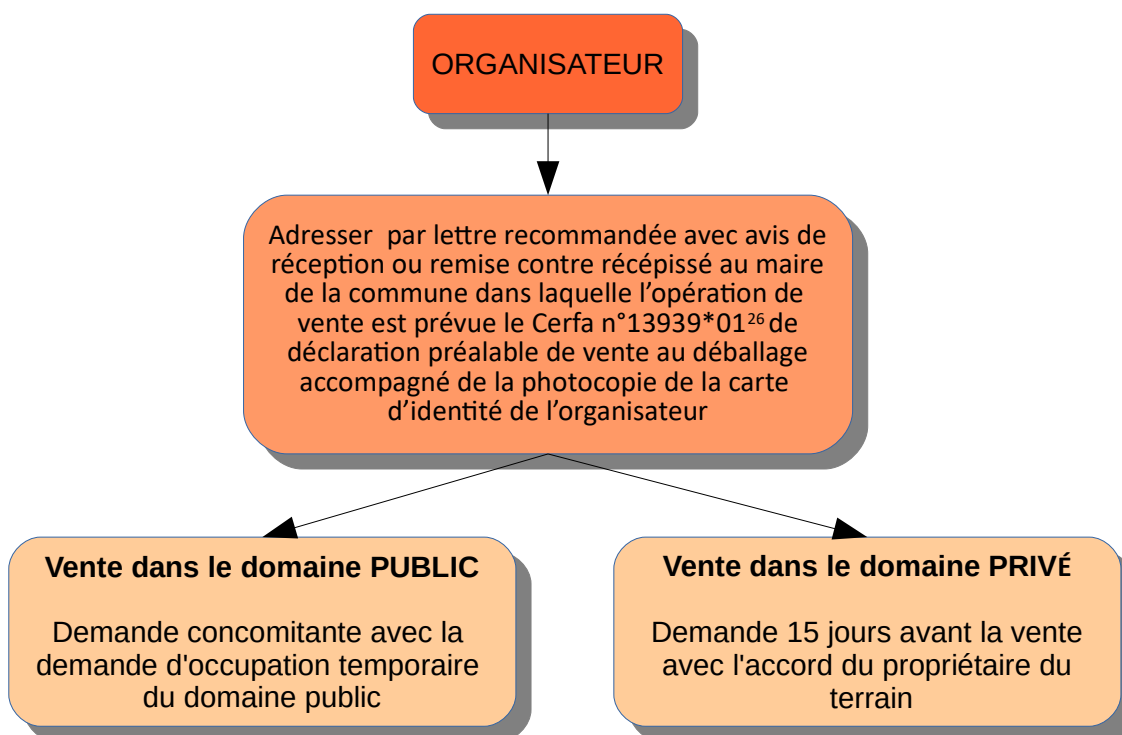 ORGANISATEUR
Adresser par lettre recommandée avec avis de
réception ou remise contre récépissé au maire
de la commune dans laquelle l’opération de
vente est prévue le Cerfa n°13939*01²⁶ de
déclaration préalable de vente au déballage
accompagné de la photocopie de la carte
d’identité de l’organisateur
Vente dans le domaine PUBLIC
Demande concomitante avec la
demande d'occupation temporaire
du domaine public
Vente dans le domaine PRIVÉ
Demande 15 jours avant la vente
avec l'accord du propriétaire du
terrain